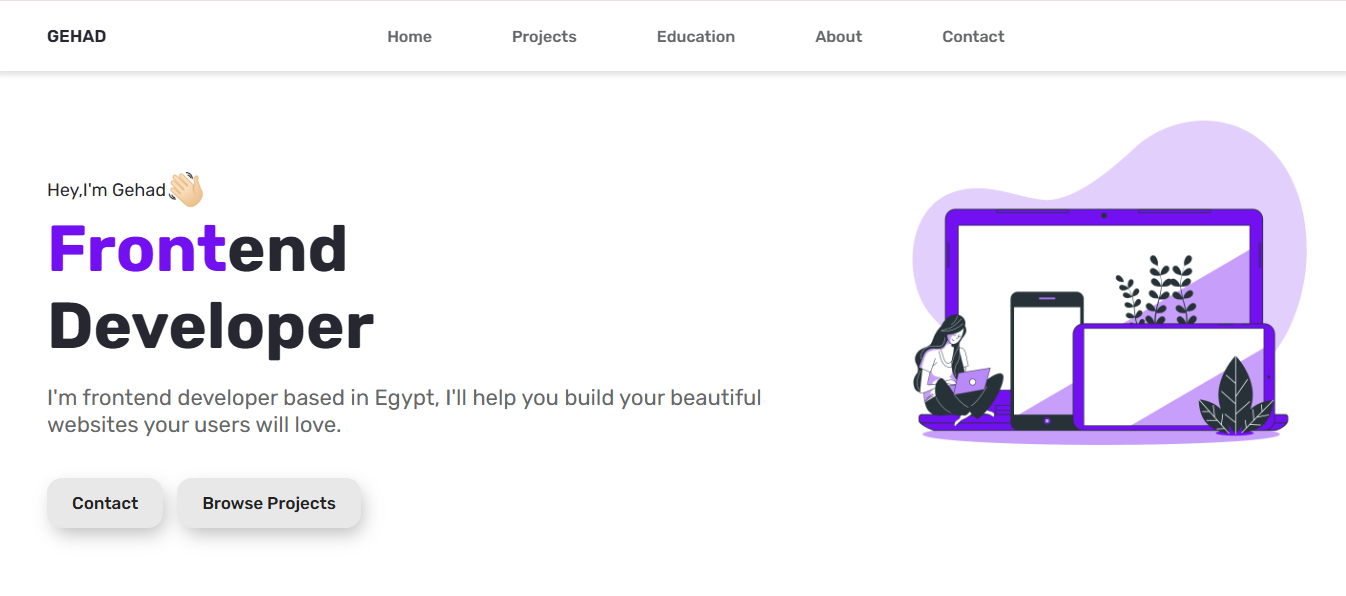 GEHAD Home Projects Education About Contact
Hey,I'm Gehad👋🏻
Frontend
Developer
I'm frontend developer based in Egypt, I'll help you build your beautiful
websites your users will love.
Contact Browse Projects